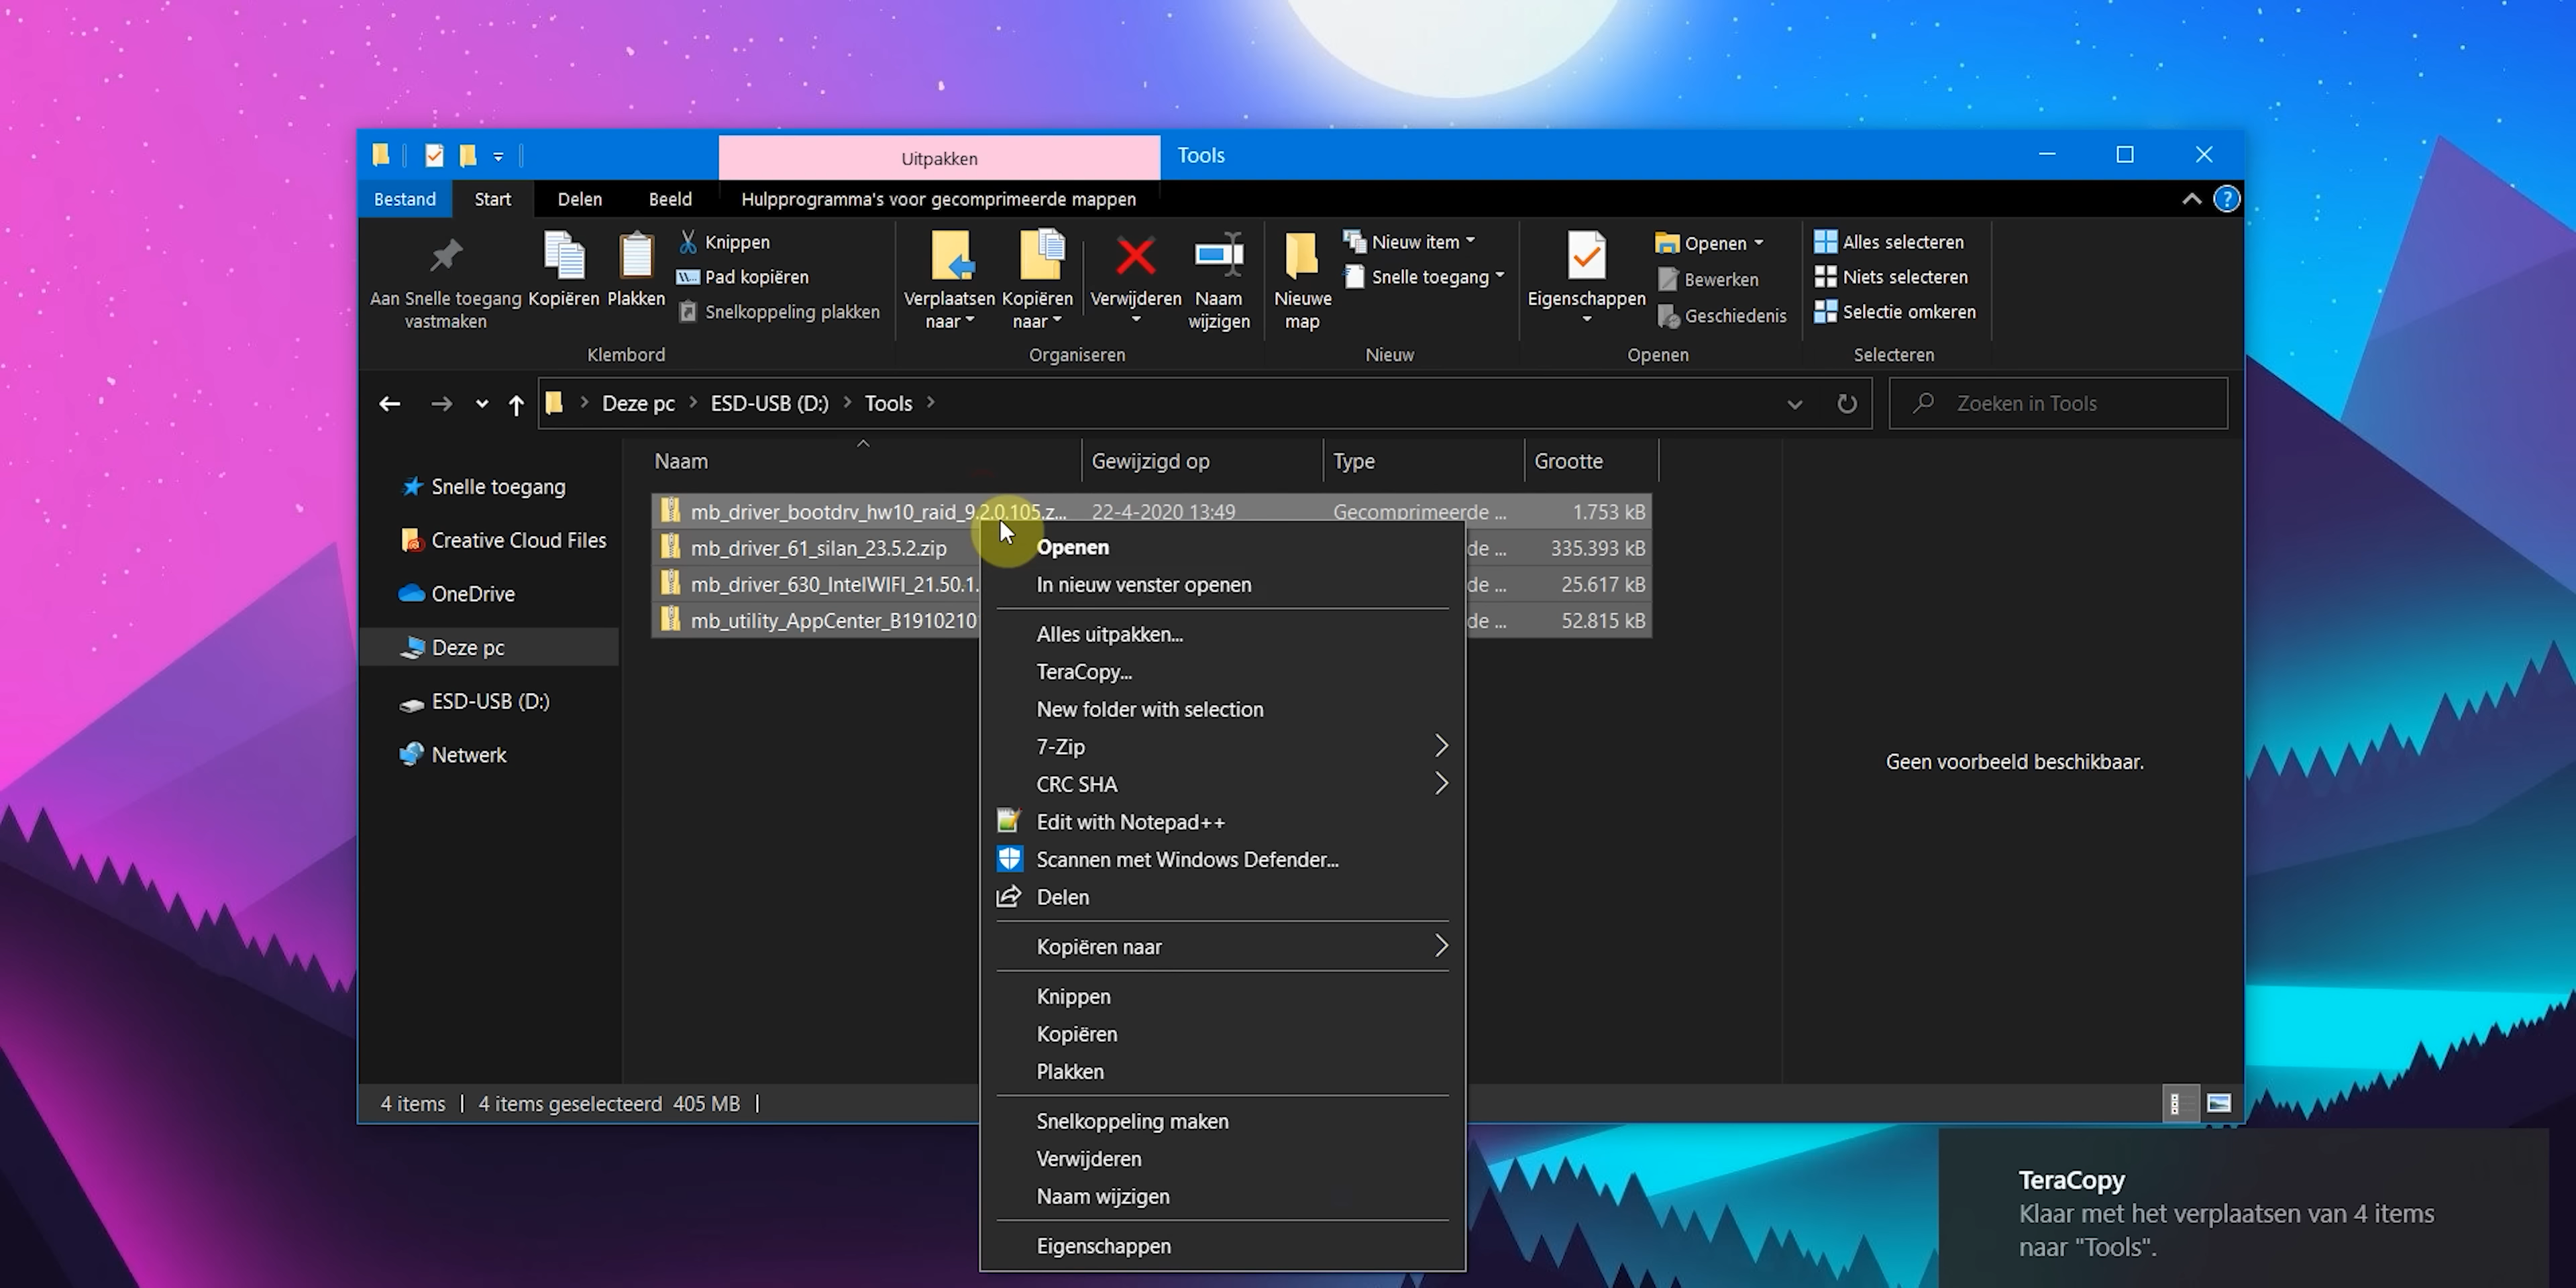 Uitpakken
Tools
Bestand
Start
Delen
Beeld
Hulpprogramma's voor gecomprimeerde mappen
?
Aan Snelle toegang
vastmaken
Kopiëren
Plakken
Knippen
Pad kopiëren
Snelkoppeling plakken
Klembord
Verplaatsen
naar
Kopiëren
naar
Verwijderen
Naam
wijzigen
Organiseren
Nieuwe
map
Nieuw item
Snelle toegang
Nieuw
Eigenschappen
Openen
Bewerken
Geschiedenis
Openen
Alles selecteren
Niets selecteren
Selectie omkeren
Selecteren
Deze pc
ESD-USB (D:)
Tools
Zoeken in Tools
Snelle toegang
Creative Cloud Files
OneDrive
Deze pc
ESD-USB (D:)
Netwerk
Naam Gewijzigd op Type Grootte
mb_driver_bootdrv_hw10_raid_9.2.0.105.z... 22-4-2020 13:49 Gecomprimeerde ... 1.753 kB
mb_driver_61_silan_23.5.2.zip de ... 335.393 kB
mb_driver_630_IntelWIFI_21.50.1. de ... 25.617 kB
mb_utility_AppCenter_B1910210 de ... 52.815 kB
Openen
In nieuw venster openen
Alles uitpakken...
TeraCopy...
New folder with selection
7-Zip
CRC SHA
Edit with Notepad++
Scannen met Windows Defender...
Delen
Kopiëren naar
Knippen
Kopiëren
Plakken
Snelkoppeling maken
Verwijderen
Naam wijzigen
Eigenschappen
Geen voorbeeld beschikbaar.
4 items
4 items geselecteerd 405 MB
TeraCopy
Klaar met het verplaatsen van 4 items
naar "Tools".